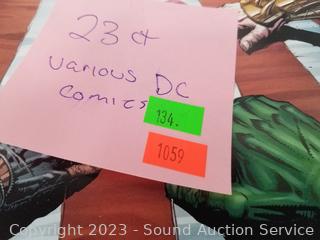 23 ct
various DC
comics
134.
1059
Copyright 2023 - Sound Auction Service